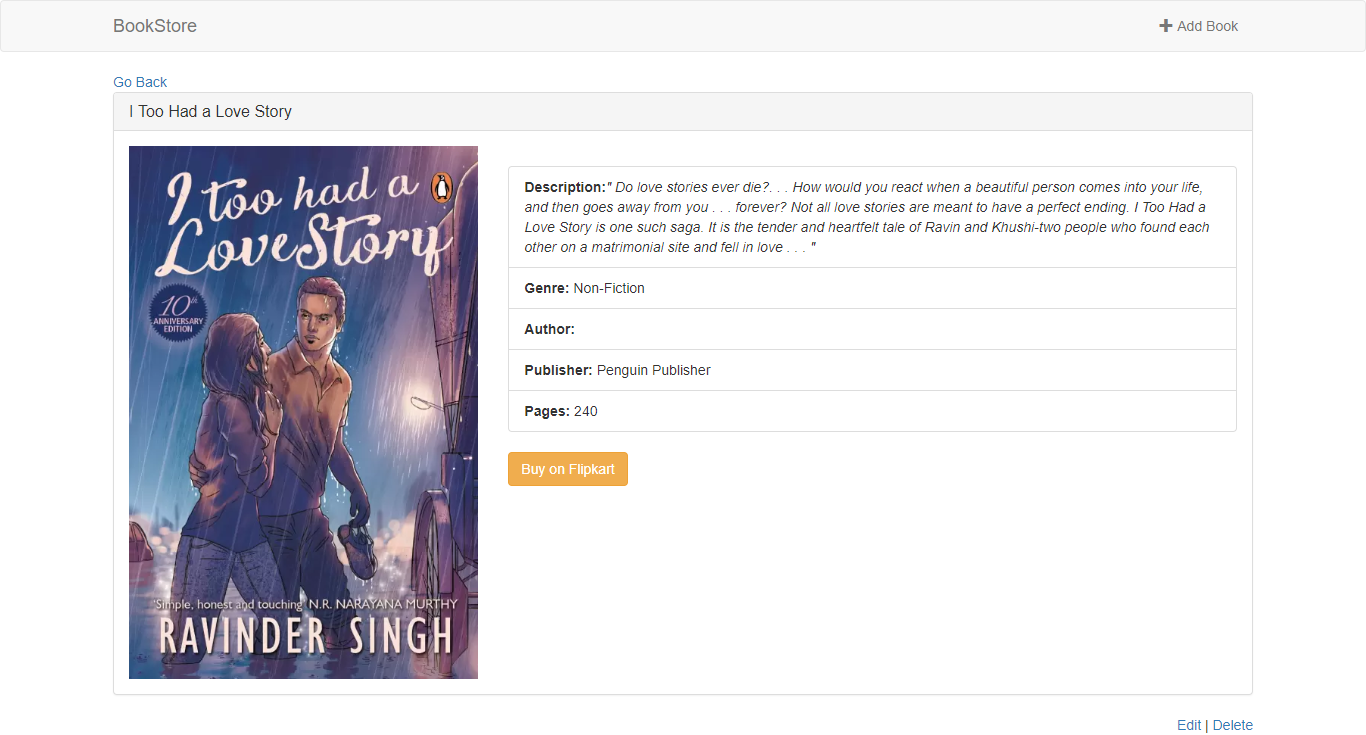 BookStore
Add Book
Go Back
I Too Had a Love Story
I too had a
Love Story
10th
ANNIVERSARY
EDITION
'Simple, honest and touching' N.R. NARAYANA MURTHY
RAVINDER SINGH
Description:" Do love stories ever die?. . . How would you react when a beautiful person comes into your life,
and then goes away from you . . . forever? Not all love stories are meant to have a perfect ending. I Too Had a
Love Story is one such saga. It is the tender and heartfelt tale of Ravin and Khushi-two people who found each
other on a matrimonial site and fell in love . . . "
Genre: Non-Fiction
Author:
Publisher: Penguin Publisher
Pages: 240
Buy on Flipkart
Edit | Delete